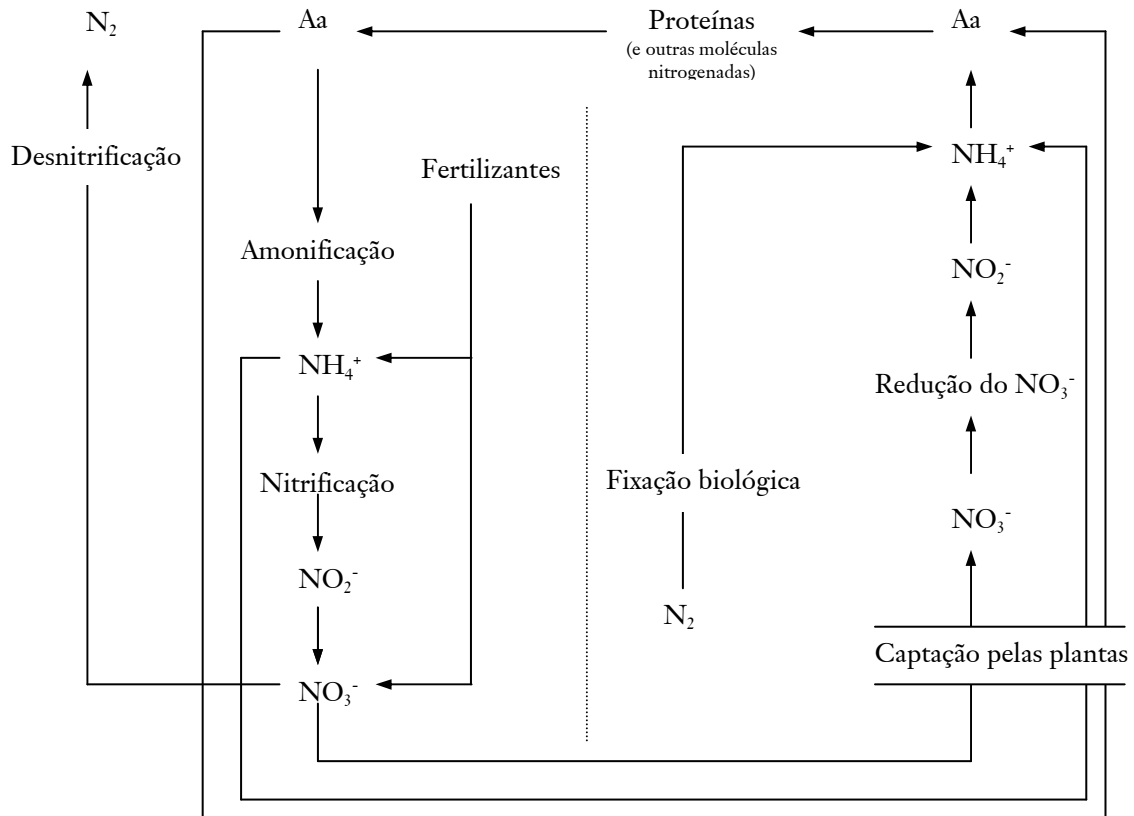 N₂
Aa
Proteínas
(e outras moléculas
nitrogenadas)
Aa
Desnitrificação
Fertilizantes
NH₄⁺
Amonificação
NO₂⁻
NH₄⁺
Redução do NO₃⁻
Nitrificação
Fixação biológica
NO₃⁻
NO₂⁻
N₂
Captação pelas plantas
NO₃⁻